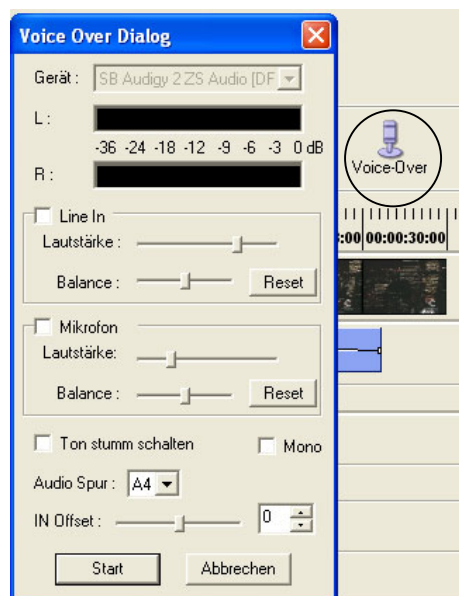 Voice Over Dialog
Gerät : SB Audigy 2 ZS Audio [DF
L :
-36 -24 -18 -12 -9 -6 -3 0 dB
R :
Line In
Lautstärke :
Balance : Reset
Mikrofon
Lautstärke:
Balance : Reset
Ton stumm schalten Mono
Audio Spur : A4
IN Offset : 0
Start Abbrechen
Voice-Over
:00 00:00:30:00